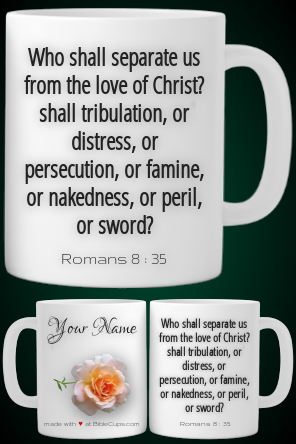 Who shall separate us
from the love of Christ?
shall tribulation, or
distress, or
persecution, or famine,
or nakedness, or peril,
or sword?
Romans 8 : 35
Your Name
made with ♥ at BibleCups.com
Who shall separate us
from the love of Christ?
shall tribulation, or
distress, or
persecution, or famine,
or nakedness, or peril,
or sword?
Romans 8 : 35